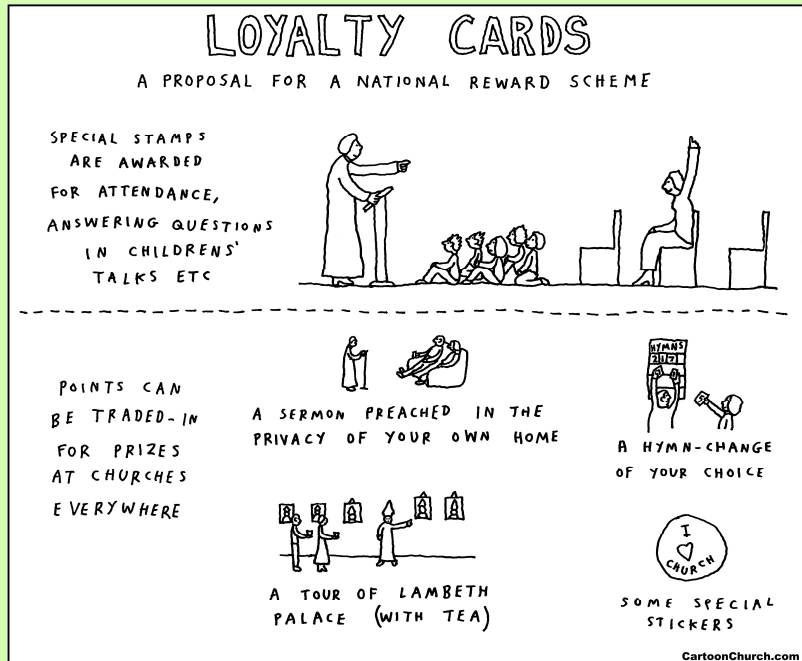 LOYALTY CARDS
A PROPOSAL FOR A NATIONAL REWARD SCHEME
SPECIAL STAMPS
ARE AWARDED
FOR ATTENDANCE,
ANSWERING QUESTIONS
IN CHILDRENS'
TALKS ETC
POINTS CAN
BE TRADED-IN
FOR PRIZES
AT CHURCHES
EVERYWHERE
A SERMON PREACHED IN THE
PRIVACY OF YOUR OWN HOME
HYMNS
217
A HYMN-CHANGE
OF YOUR CHOICE
A TOUR OF LAMBETH
PALACE (WITH TEA)
I
♡
CHURCH
SOME SPECIAL
STICKERS
CartoonChurch.com